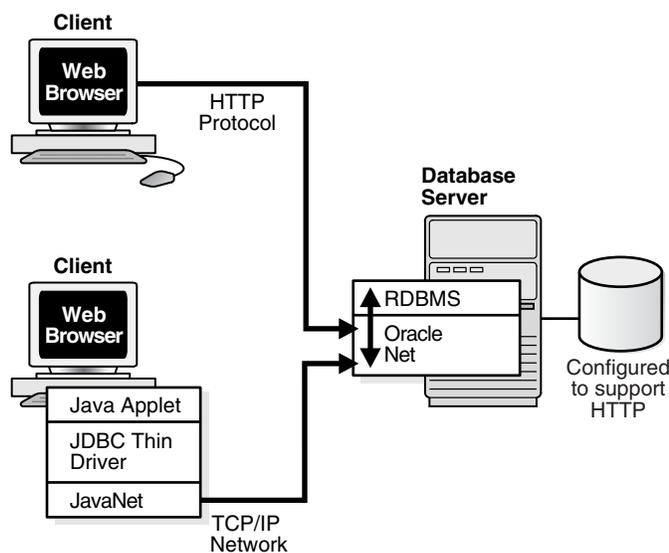 Client
Web
Browser
HTTP
Protocol
Database
Server
Client
Web
Browser
RDBMS
Oracle
Net
Configured
to support
HTTP
Java Applet
JDBC Thin
Driver
JavaNet
TCP/IP
Network